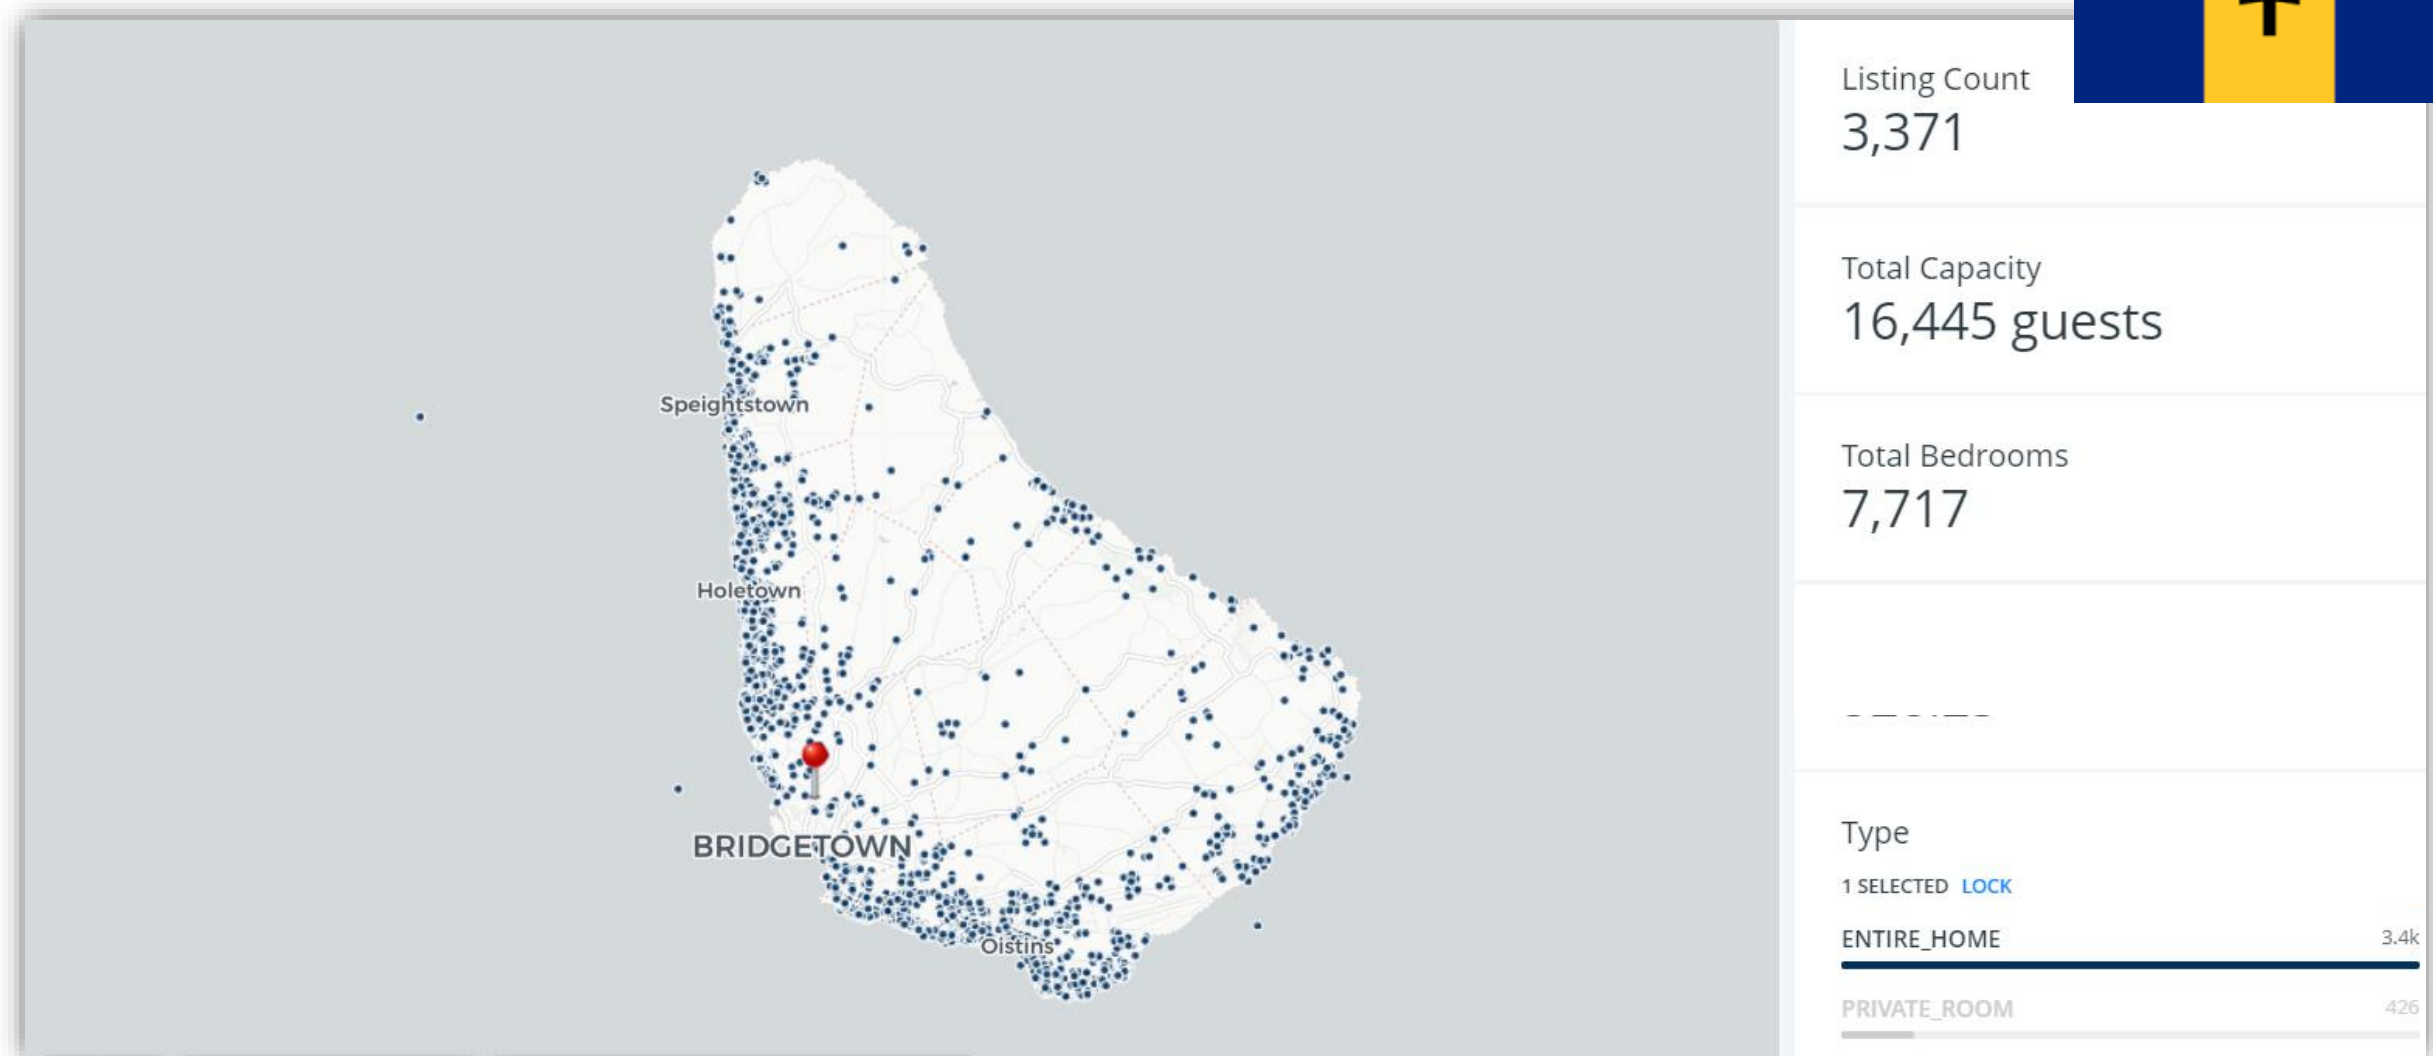 Listing Count
3,371
Total Capacity
16,445 guests
Total Bedrooms
7,717
Type
1 SELECTED LOCK
ENTIRE_HOME 3.4k
PRIVATE_ROOM 426
Speightstown
Holetown
BRIDGETOWN
Oistins